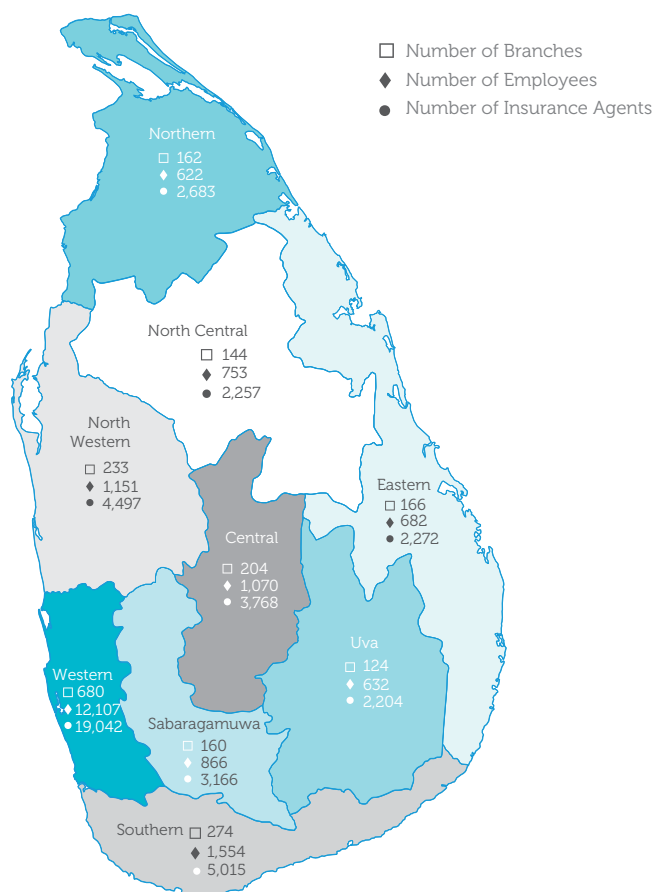 Number of Branches
Number of Employees
Number of Insurance Agents
Northern
162
622
2,683
North Central
144
753
2,257
North
Western
233
1,151
4,497
Eastern
166
682
2,272
Central
204
1,070
3,768
Uva
124
632
2,204
Western
680
12,107
19,042
Sabaragamuwa
160
866
3,166
Southern 274
1,554
5,015